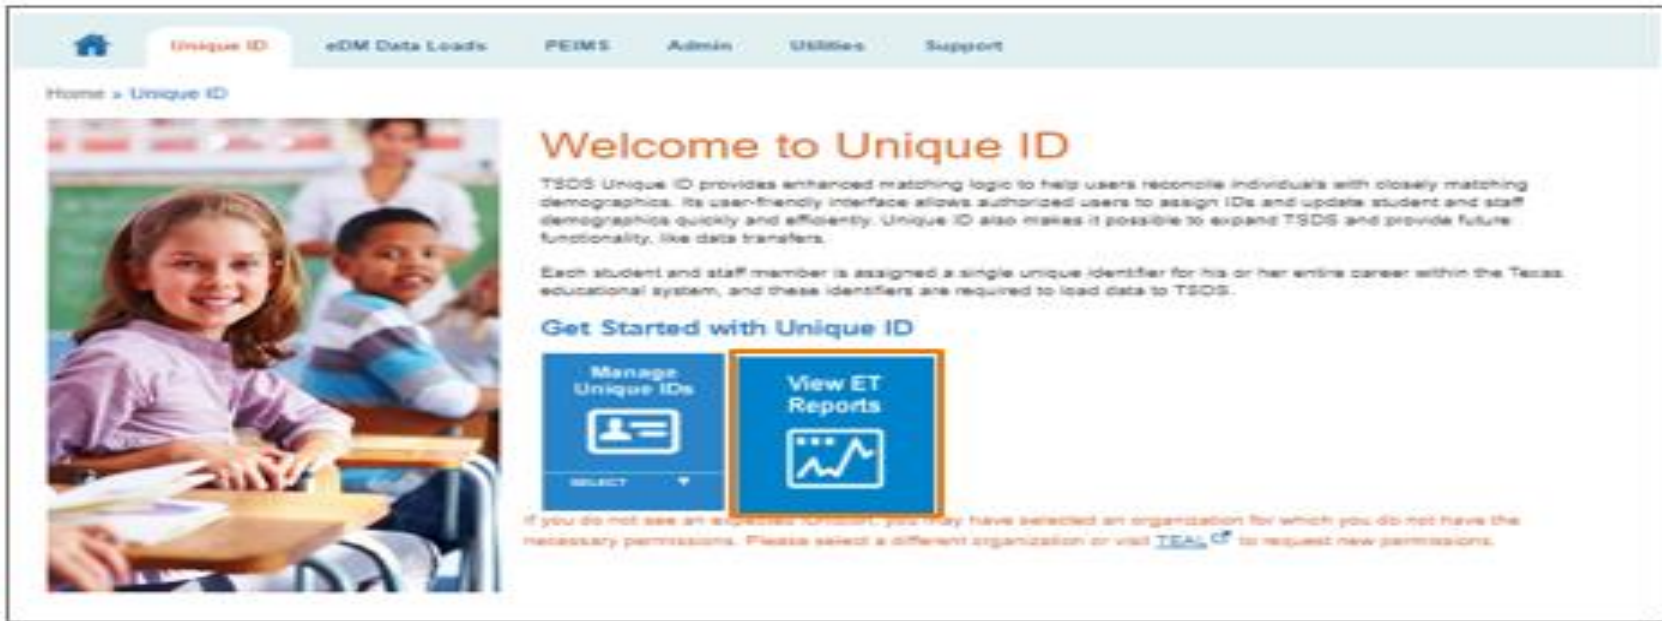 Unique ID eDM Data Loads PEIMS Admin Utilities Support
Home » Unique ID
Welcome to Unique ID
TSDS Unique ID provides enhanced matching logic to help users reconcile individuals with closely matching
demographics. Its user-friendly interface allows authorized users to assign IDs and update student and staff
demographics quickly and efficiently. Unique ID also makes it possible to expand TSDS and provide future
functionality, like data transfers.
Each student and staff member is assigned a single unique identifier for his or her entire career within the Texas
educational system, and these identifiers are required to load data to TSDS.
Get Started with Unique ID
Manage
Unique IDs
SELECT
View ET
Reports
If you do not see an expected function, you may have selected an organization for which you do not have the
necessary permissions. Please select a different organization or visit TEAL to request new permissions.